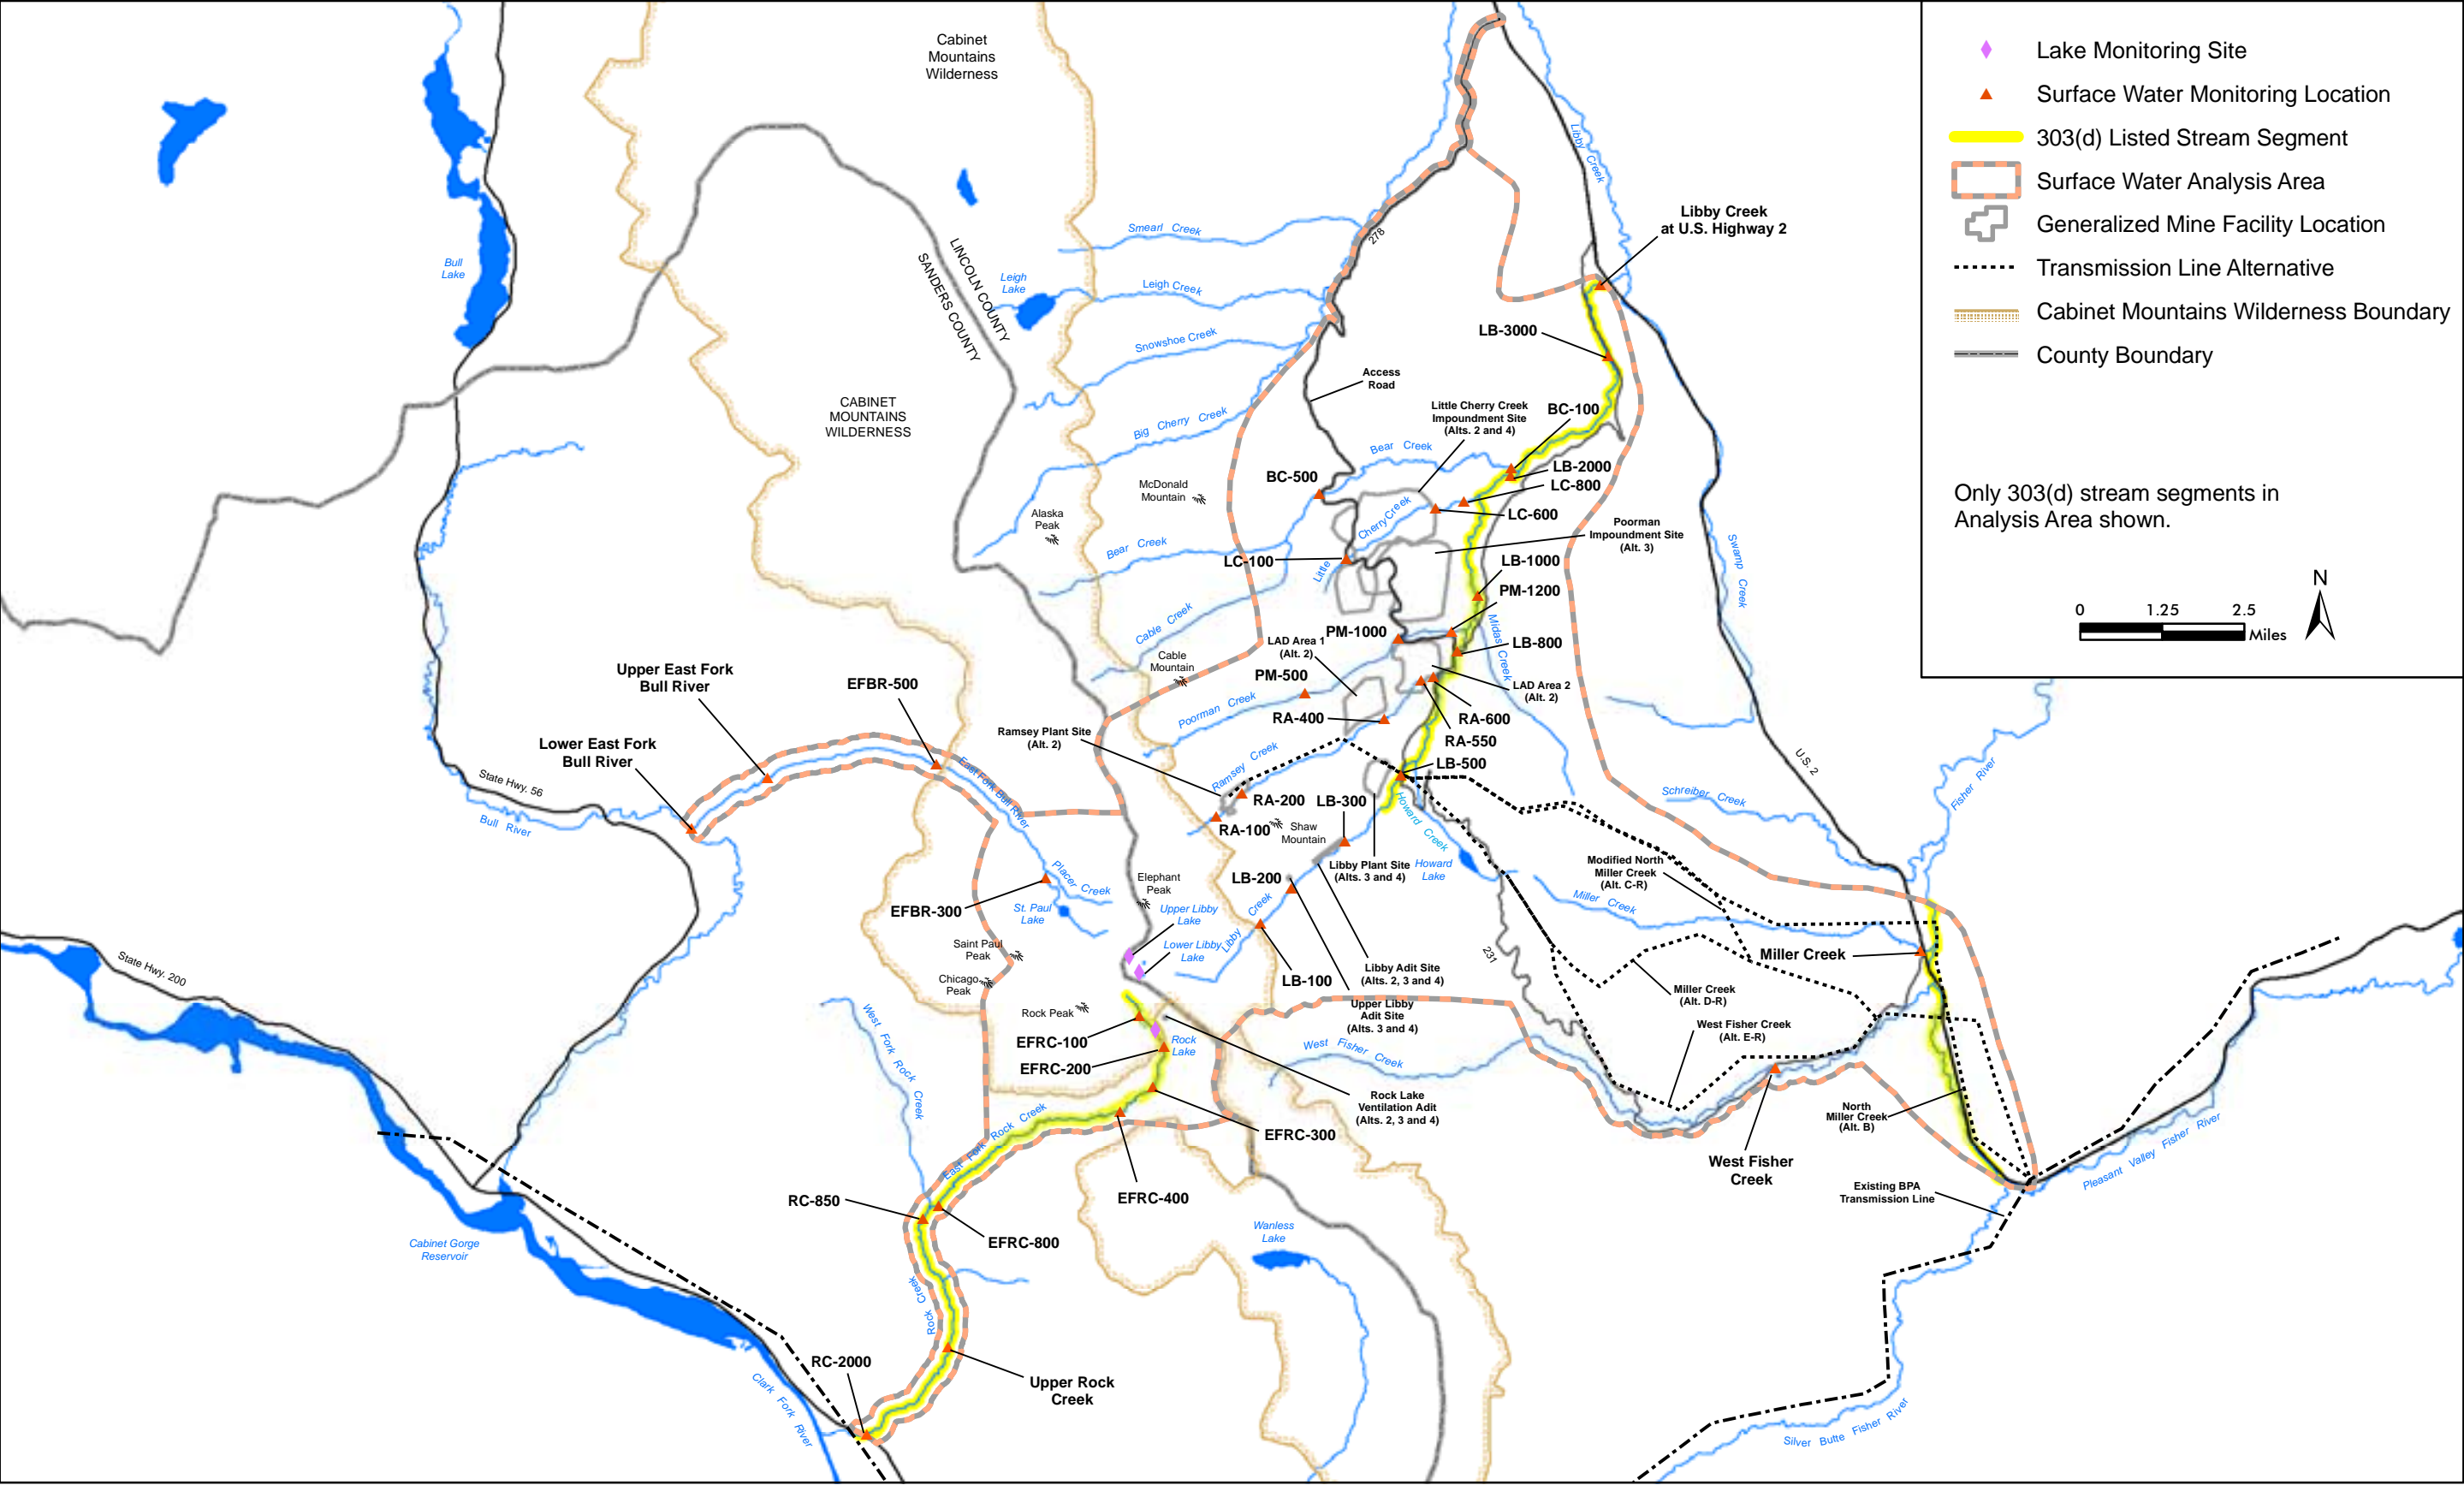 Lake Monitoring Site
Surface Water Monitoring Location
303(d) Listed Stream Segment
Surface Water Analysis Area
Generalized Mine Facility Location
Transmission Line Alternative
Cabinet Mountains Wilderness Boundary
County Boundary
Only 303(d) stream segments in
Analysis Area shown.
N
0
1.25
2.5
Miles
Cabinet
Mountains
Wilderness
CABINET
MOUNTAINS
WILDERNESS
LINCOLN COUNTY
SANDERS COUNTY
Bull
Lake
Leigh
Lake
Smearl Creek
Leigh Creek
Snowshoe Creek
Big Cherry Creek
Bear Creek
Cable Creek
278
Libby Creek
Libby Creek
at U.S. Highway 2
LB-3000
Access
Road
Little Cherry Creek
Impoundment Site
(Alts. 2 and 4)
BC-100
Bear Creek
BC-500
LB-2000
LC-800
LC-600
Little
Cherry Creek
LC-100
McDonald
Mountain
Alaska
Peak
Poorman
Impoundment Site
(Alt. 3)
LB-1000
PM-1200
PM-1000
LB-800
Midas Creek
Swamp Creek
LAD Area 1
(Alt. 2)
Cable
Mountain
PM-500
Poorman Creek
LAD Area 2
(Alt. 2)
RA-400
RA-600
RA-550
Ramsey Plant Site
(Alt. 2)
Ramsey Creek
LB-500
RA-200
LB-300
RA-100
Shaw
Mountain
Howard Creek
Howard
Lake
Libby Plant Site
(Alts. 3 and 4)
LB-200
Libby Creek
LB-100
Libby Adit Site
(Alts. 2, 3 and 4)
Upper Libby
Adit Site
(Alts. 3 and 4)
U.S. 2
Schreiber Creek
Fisher River
Modified North
Miller Creek
(Alt. C-R)
Miller Creek
Miller Creek
Miller Creek
(Alt. D-R)
West Fisher Creek
(Alt. E-R)
231
West Fisher Creek
West Fisher
Creek
North
Miller Creek
(Alt. B)
Existing BPA
Transmission Line
Pleasant Valley Fisher River
Silver Butte Fisher River
Upper East Fork
Bull River
EFBR-500
Lower East Fork
Bull River
State Hwy. 56
Bull River
East Fork Bull River
Placer Creek
EFBR-300
St. Paul
Lake
Elephant
Peak
Upper Libby
Lake
Lower Libby
Lake
Saint Paul
Peak
Chicago
Peak
Rock Peak
EFRC-100
EFRC-200
Rock
Lake
Rock Lake
Ventilation Adit
(Alts. 2, 3 and 4)
West Fork Rock Creek
East Fork Rock Creek
EFRC-300
EFRC-400
RC-850
EFRC-800
Rock Creek
Wanless
Lake
Upper Rock
Creek
RC-2000
State Hwy. 200
Cabinet Gorge
Reservoir
Clark Fork River